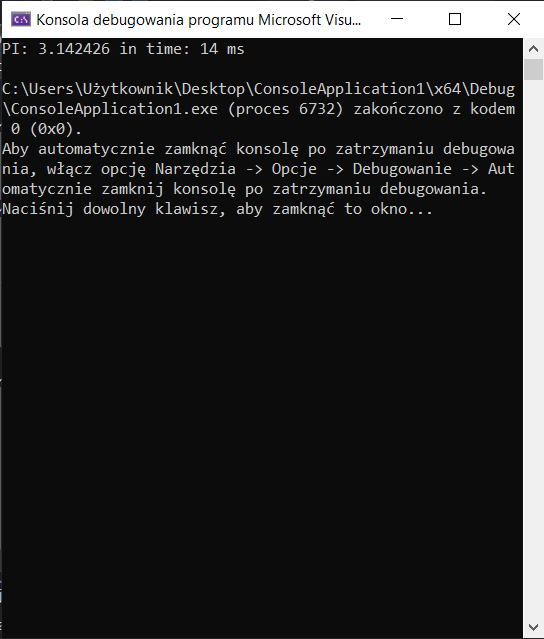 Konsola debugowania programu Microsoft Visu...
PI: 3.142426 in time: 14 ms
C:\Users\Użytkownik\Desktop\ConsoleApplication1\x64\Debug
\ConsoleApplication1.exe (proces 6732) zakończono z kodem
0 (0x0).
Aby automatycznie zamknąć konsolę po zatrzymaniu debugowa
nia, włącz opcję Narzędzia -> Opcje -> Debugowanie -> Aut
omatycznie zamknij konsolę po zatrzymaniu debugowania.
Naciśnij dowolny klawisz, aby zamknąć to okno...